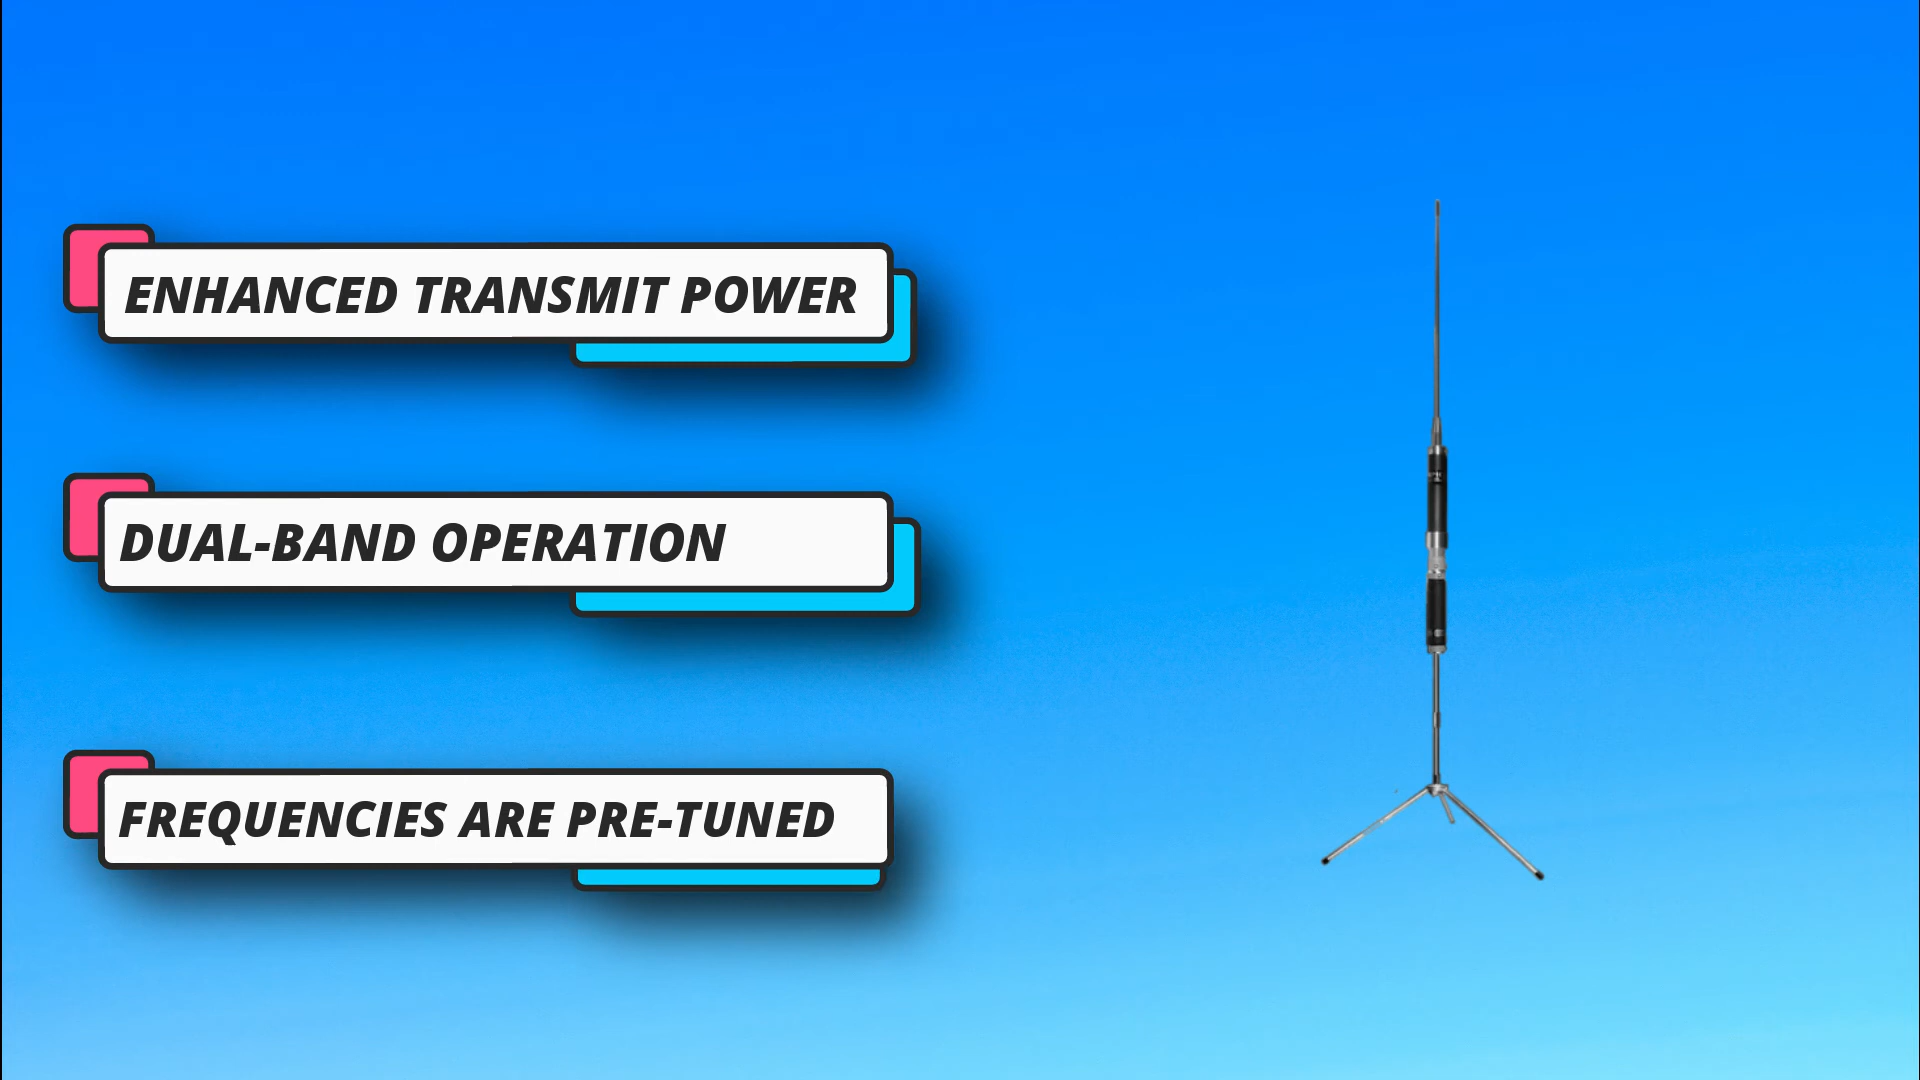 ENHANCED TRANSMIT POWER
DUAL-BAND OPERATION
FREQUENCIES ARE PRE-TUNED